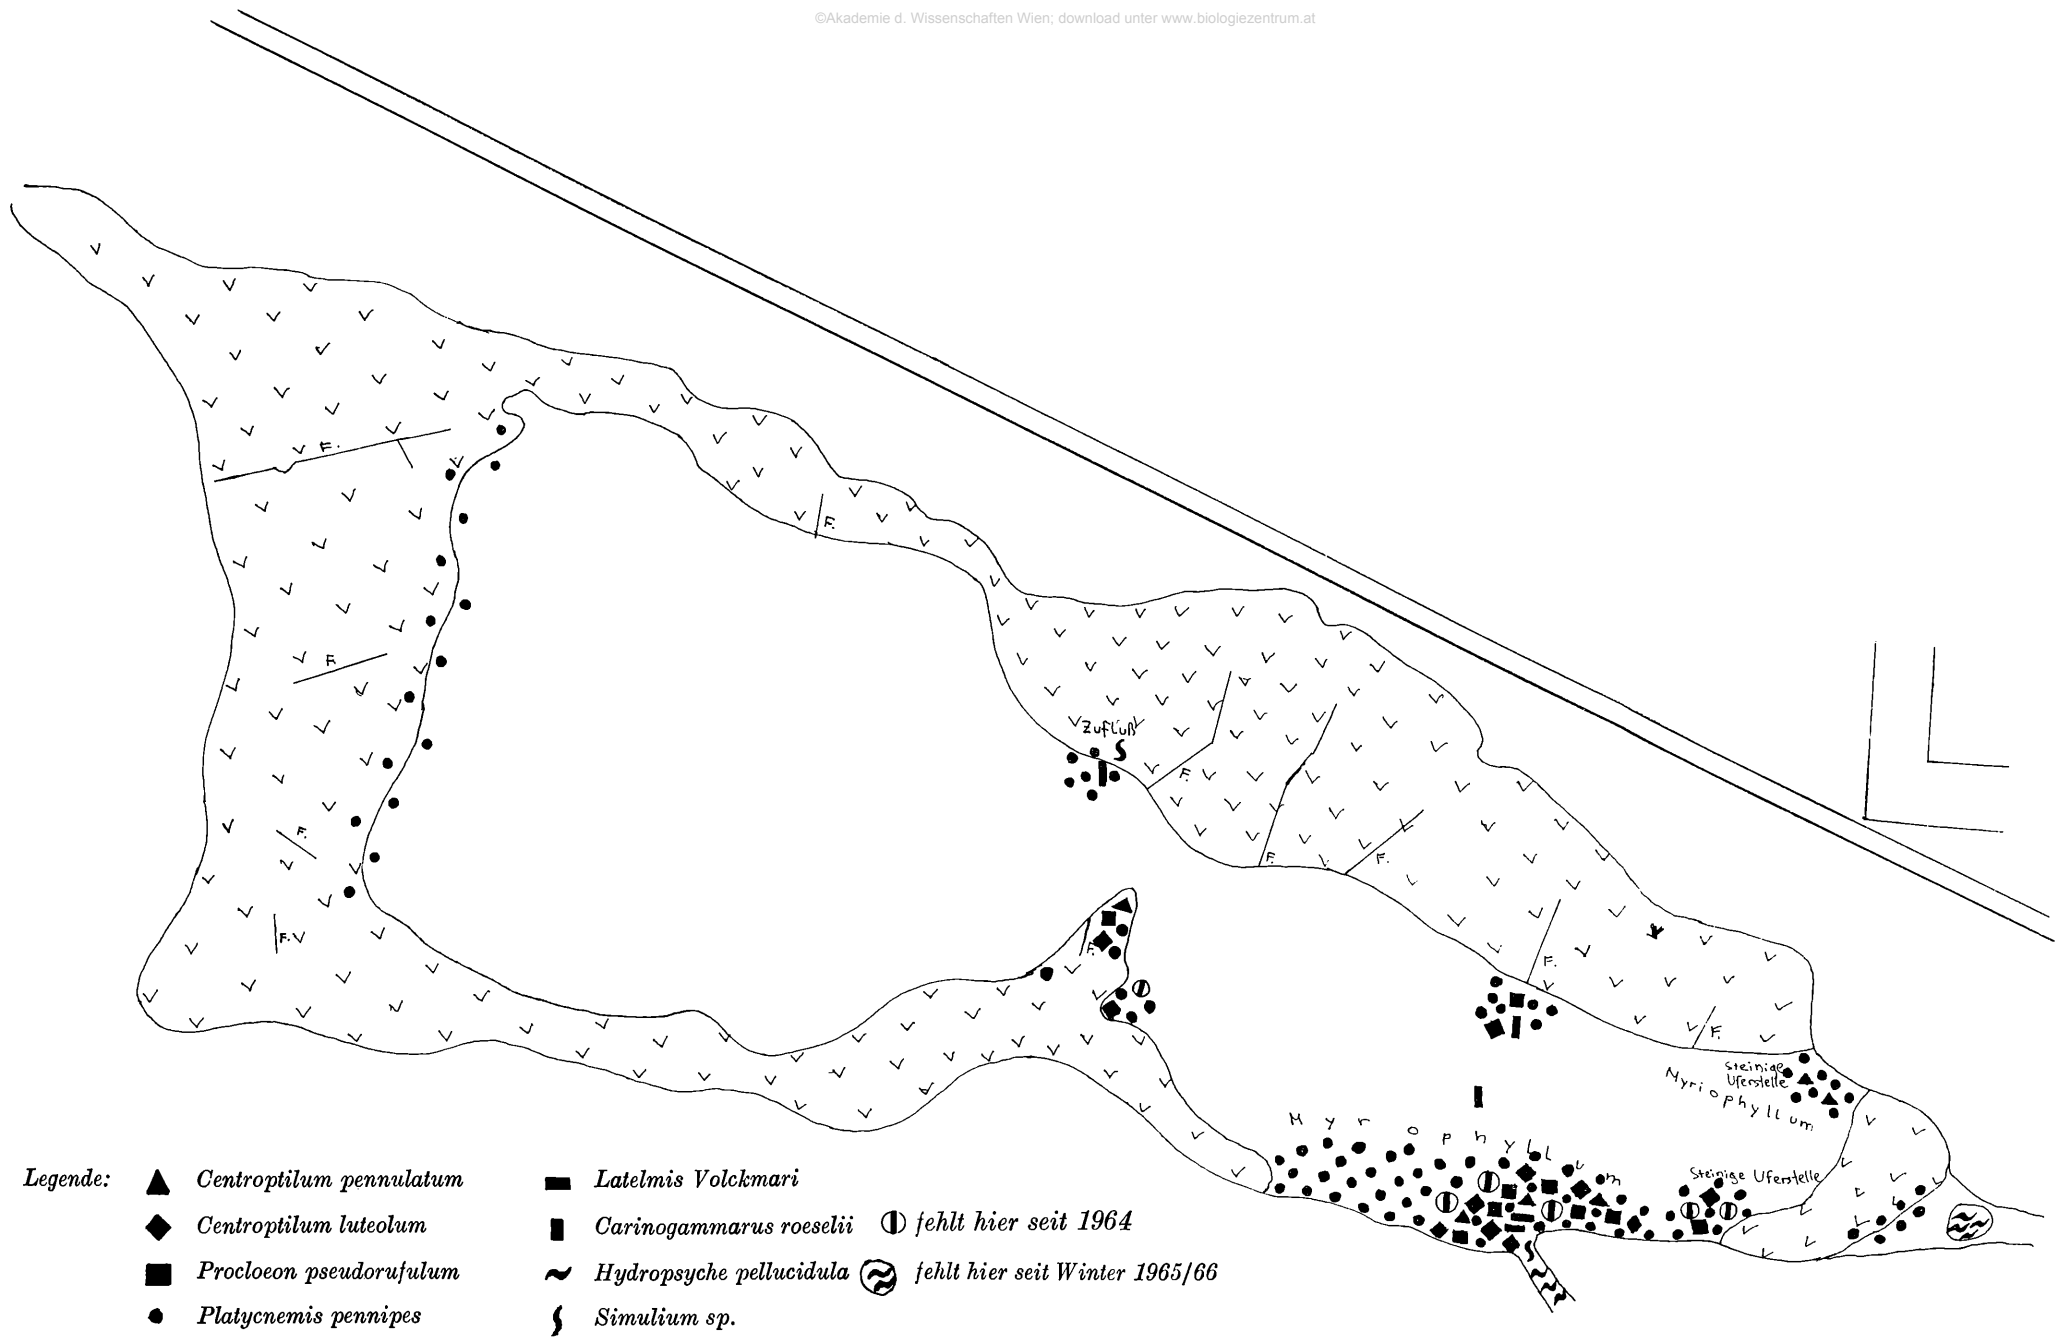 ©Akademie d. Wissenschaften Wien; download unter www.biologiezentrum.at
F.
F.
F.
F.
F.
Zufluß
F.
F.
F.
F.
F.
F.
steinige
Uferstelle
Myriophyllum
Myrophyllum
Steinige Uferstelle
Legende:
Centroptilum pennulatum
Centroptilum luteolum
Procloeon pseudorufulum
Platycnemis pennipes
Latelmis Volckmari
Carinogammarus roeselii
fehlt hier seit 1964
Hydropsyche pellucidula
fehlt hier seit Winter 1965/66
Simulium sp.